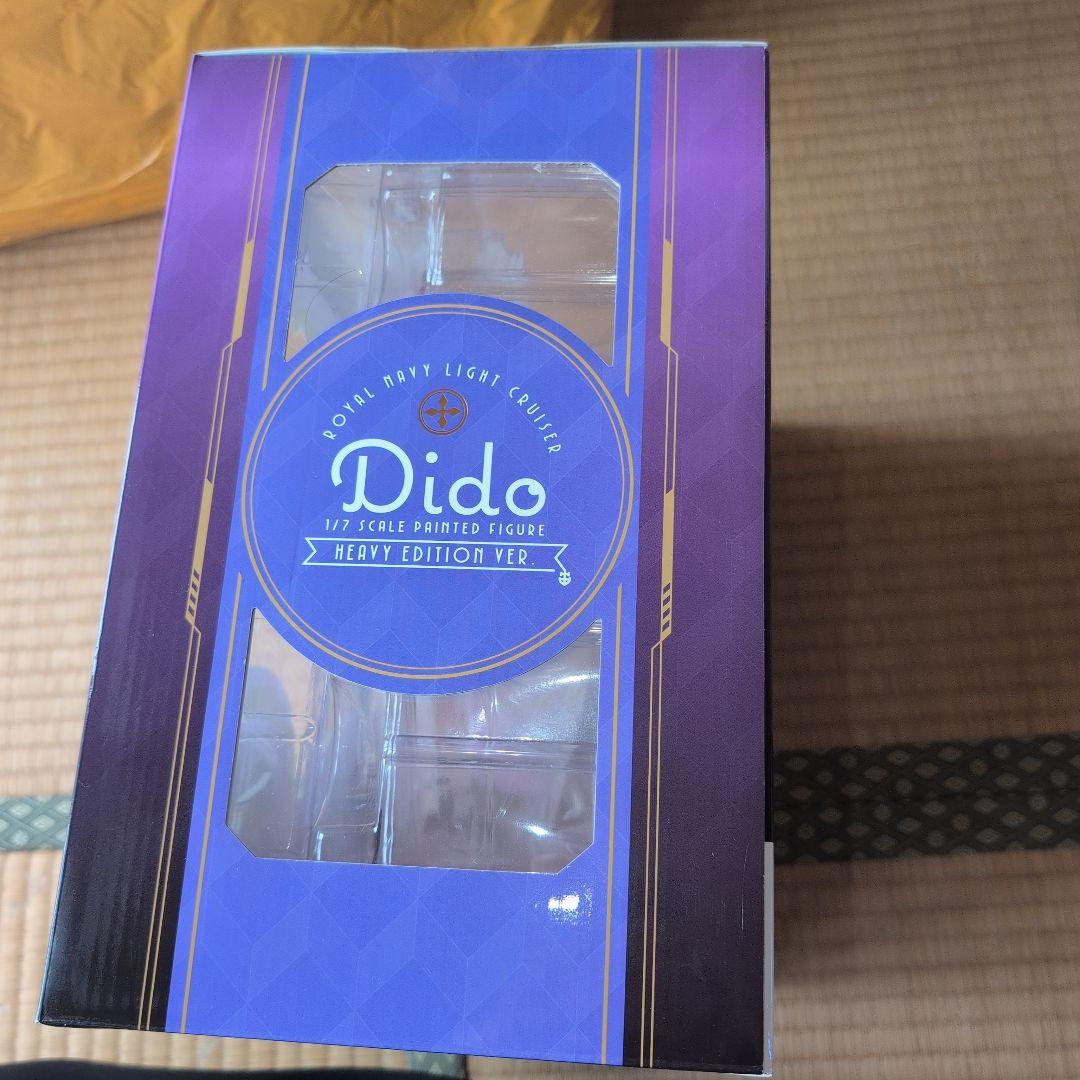 ROYAL NAVY LIGHT CRUISER
Dido
1/7 SCALE PAINTED FIGURE
HEAVY EDITION VER.